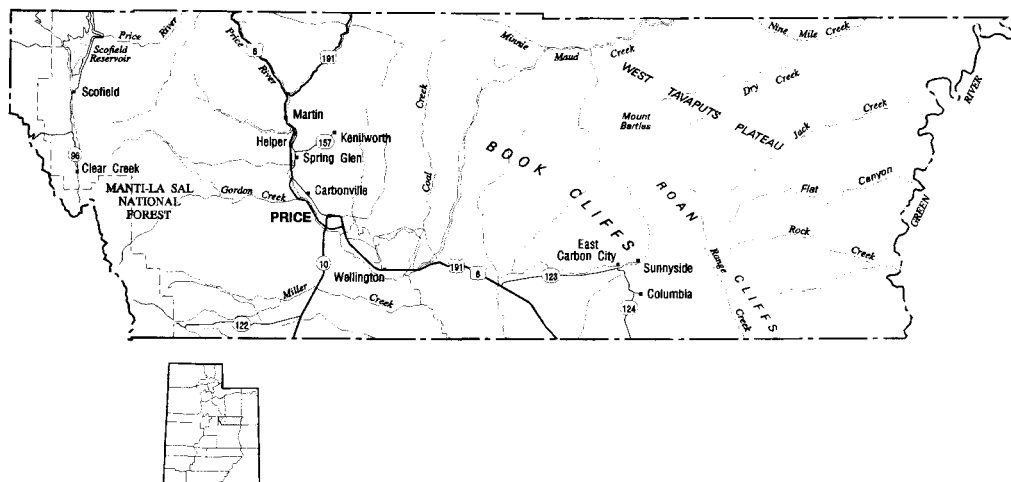 Price
River
Scofield
Reservoir
Scofield
96
Clear Creek
MANTI-LA SAL
NATIONAL
FOREST
Price
River
6
191
Martin
Helper
157
Kenilworth
Spring Glen
Carbonville
Gordon Creek
PRICE
Coal Creek
10
Wellington
Miller Creek
122
191
6
123
East
Carbon City
Sunnyside
Columbia
124
BOOK CLIFFS
ROAN CLIFFS
Range Creek
Minnie Maud Creek
Nine Mile Creek
WEST TAVAPUTS PLATEAU
Dry Creek
Mount
Bartles
Jack Creek
Flat Canyon
Rock Creek
GREEN RIVER